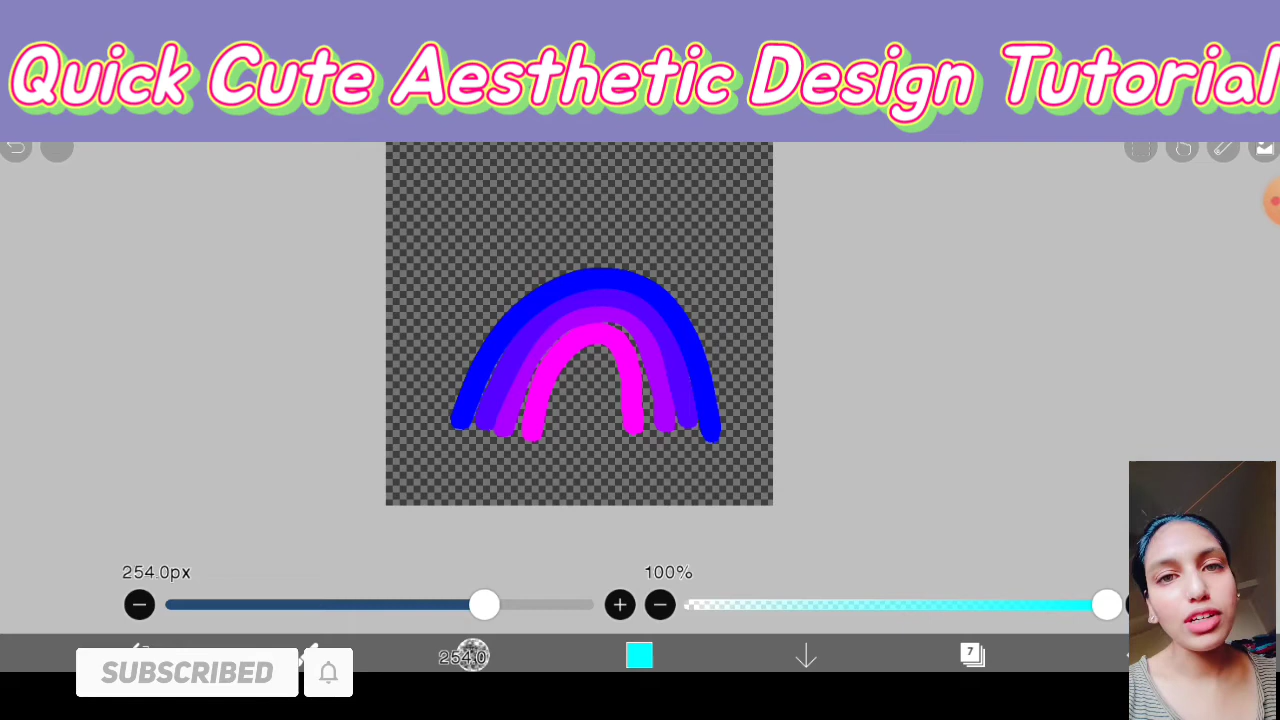 Quick Cute Aesthetic Design Tutorial
254.0px
100%
254.0
7
SUBSCRIBED